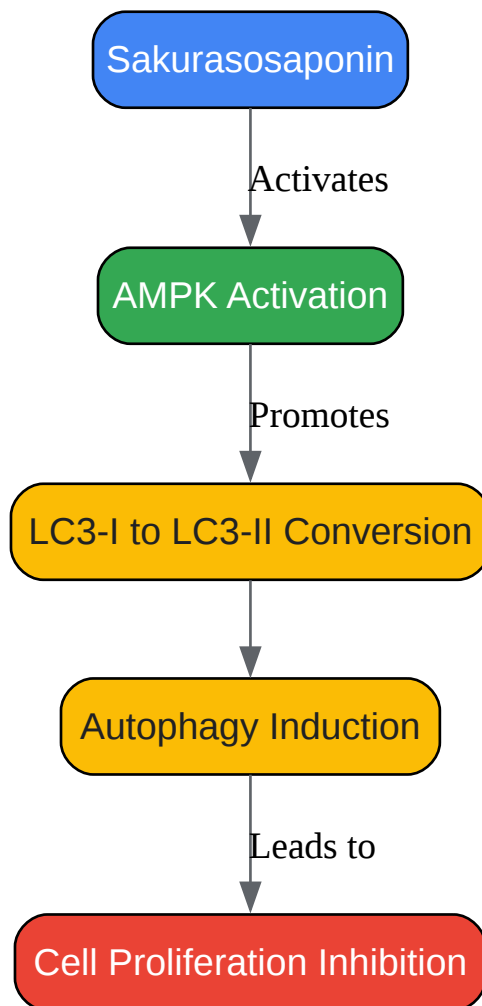 Sakurasosaponin
Activates
AMPK Activation
Promotes
LC3-I to LC3-II Conversion
Autophagy Induction
Leads to
Cell Proliferation Inhibition